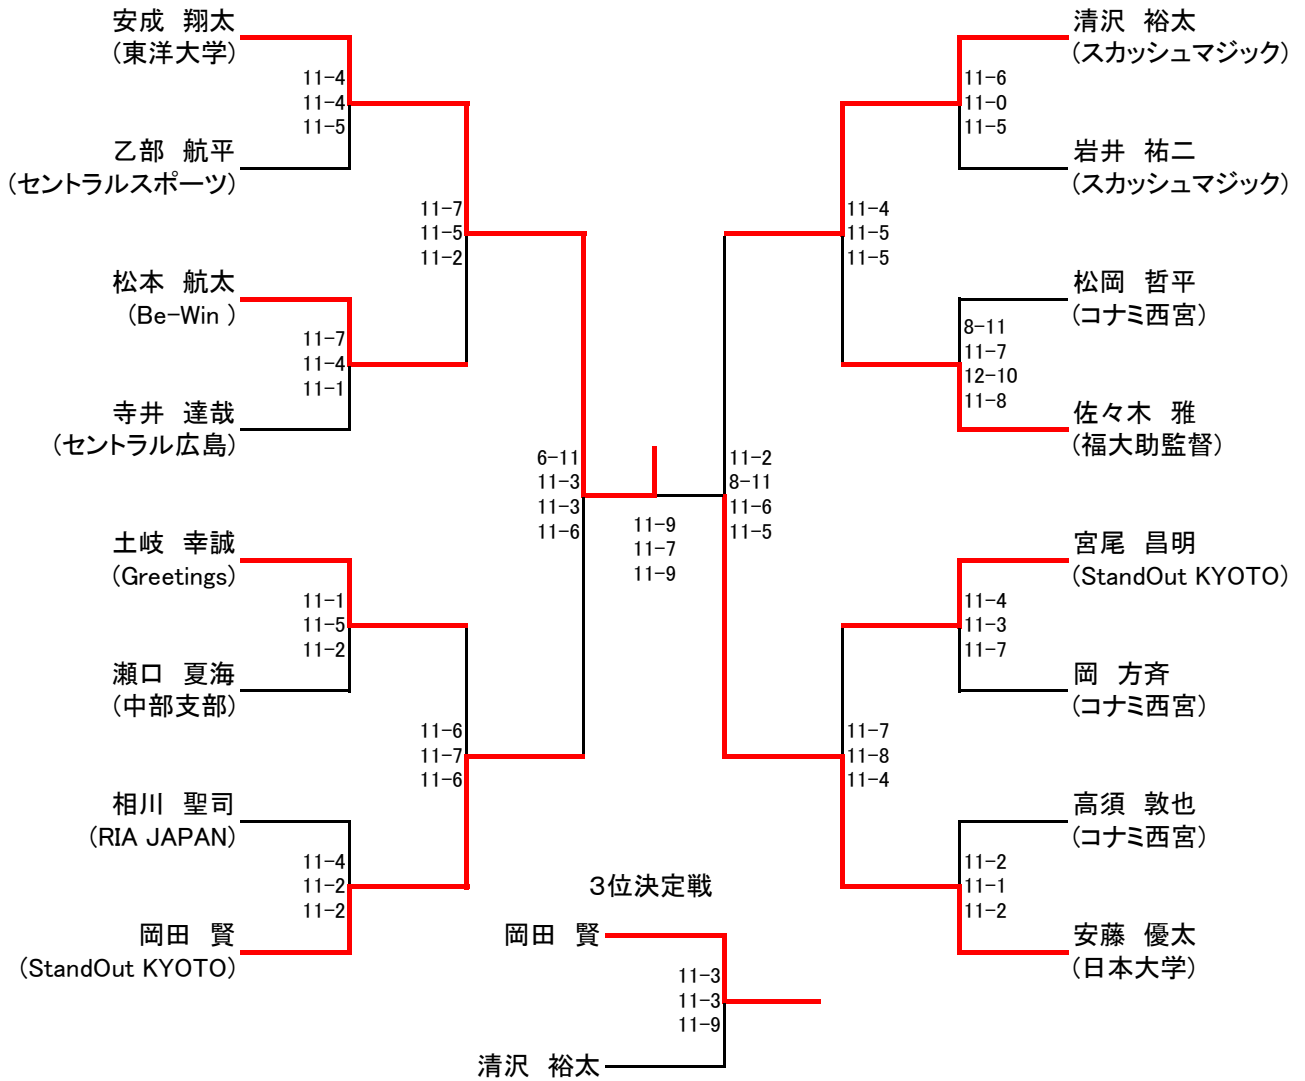 安成　翔太
(東洋大学)
11-4
11-4
11-5
乙部　航平
(セントラルスポーツ)
11-7
11-5
11-2
松本　航太
(Be-Win )
11-7
11-4
11-1
寺井　達哉
(セントラル広島)
6-11
11-3
11-3
11-6
土岐　幸誠
(Greetings)
11-1
11-5
11-2
瀬口　夏海
(中部支部)
11-6
11-7
11-6
相川　聖司
(RIA JAPAN)
11-4
11-2
11-2
岡田　賢
(StandOut KYOTO)
11-9
11-7
11-9
清沢　裕太
(スカッシュマジック)
11-6
11-0
11-5
岩井　祐二
(スカッシュマジック)
11-4
11-5
11-5
松岡　哲平
(コナミ西宮)
8-11
11-7
12-10
11-8
佐々木　雅
(福大助監督)
11-2
8-11
11-6
11-5
宮尾　昌明
(StandOut KYOTO)
11-4
11-3
11-7
岡　方斉
(コナミ西宮)
11-7
11-8
11-4
高須　敦也
(コナミ西宮)
11-2
11-1
11-2
安藤　優太
(日本大学)
３位決定戦
岡田　賢
11-3
11-3
11-9
清沢　裕太